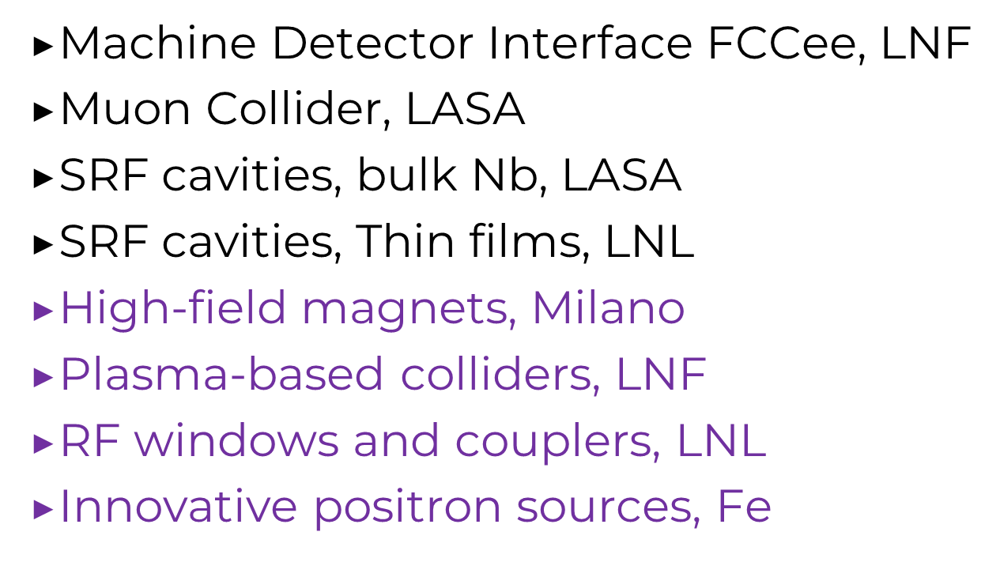 ▸Machine Detector Interface FCCee, LNF
▸Muon Collider, LASA
▸SRF cavities, bulk Nb, LASA
▸SRF cavities, Thin films, LNL
▸High-field magnets, Milano
▸Plasma-based colliders, LNF
▸RF windows and couplers, LNL
▸Innovative positron sources, Fe